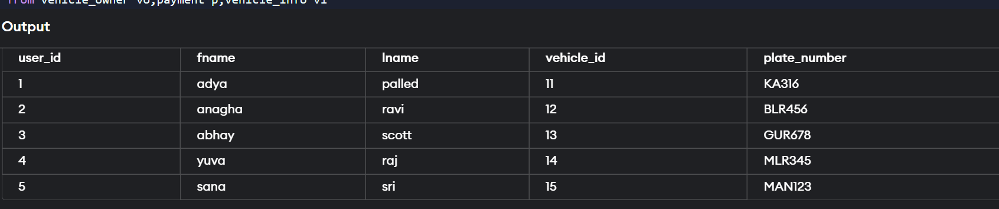 from vehicle_owner vo,payment p,vehicle_info vi
Output
user_id fname lname vehicle_id plate_number
1 adya palled 11 KA316
2 anagha ravi 12 BLR456
3 abhay scott 13 GUR678
4 yuva raj 14 MLR345
5 sana sri 15 MAN123